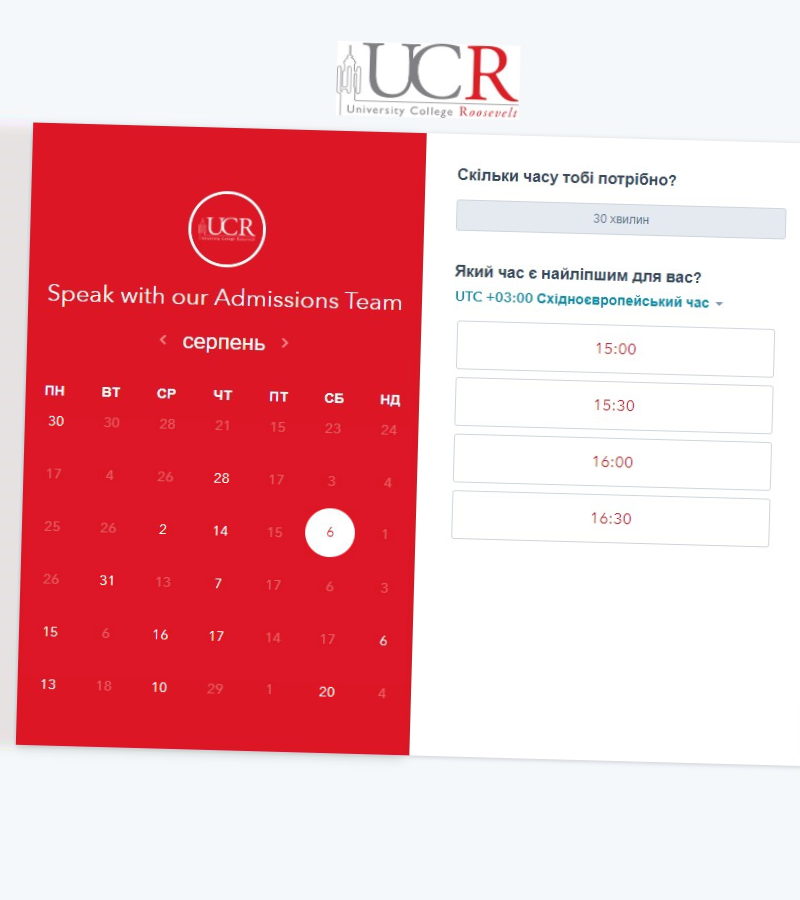 UCR
University College Roosevelt
UCR
Speak with our Admissions Team
серпень
ПН ВТ СР ЧТ ПТ СБ НД
30 30 28 21 15 23 24
17 4 26 28 17 3 4
25 26 2 14 15 6 1
26 31 13 7 17 6 3
15 6 16 17 14 17 6
13 18 10 29 1 20 4
Скільки часу тобі потрібно?
30 хвилин
Який час є найліпшим для вас?
UTC +03:00 Східноєвропейський час
15:00
15:30
16:00
16:30